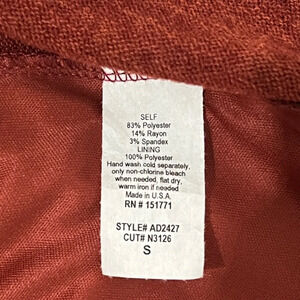 SELF
83% Polyester
14% Rayon
3% Spandex
LINING
100% Polyester
Hand wash cold separately,
only non-chlorine bleach
when needed, flat dry,
warm iron if needed
Made in U.S.A.
RN # 151771
STYLE# AD2427
CUT# N3126
S